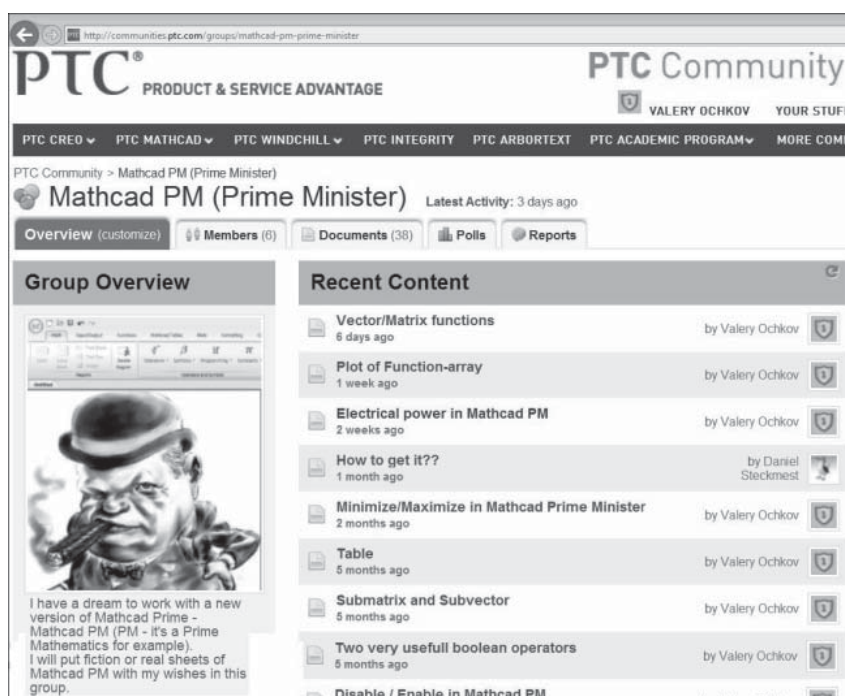 http://communities.ptc.com/groups/mathcad-pm-prime-minister
PTC® PRODUCT & SERVICE ADVANTAGE
PTC Community
VALERY OCHKOV YOUR STUF
PTC CREO PTC MATHCAD PTC WINDCHILL PTC INTEGRITY PTC ARBORTEXT PTC ACADEMIC PROGRAM MORE COM
PTC Community > Mathcad PM (Prime Minister)
Mathcad PM (Prime Minister) Latest Activity: 3 days ago
Overview (customize) Members (6) Documents (38) Polls Reports
Group Overview
I have a dream to work with a new
version of Mathcad Prime -
Mathcad PM (PM - it's a Prime
Mathematics for example).
I will put fiction or real sheets of
Mathcad PM with my wishes in this
group.
Recent Content
Vector/Matrix functions
6 days ago
by Valery Ochkov
Plot of Function-array
1 week ago
by Valery Ochkov
Electrical power in Mathcad PM
2 weeks ago
by Valery Ochkov
How to get it??
1 month ago
by Daniel
Steckmest
Minimize/Maximize in Mathcad Prime Minister
2 months ago
by Valery Ochkov
Table
5 months ago
by Valery Ochkov
Submatrix and Subvector
5 months ago
by Valery Ochkov
Two very usefull boolean operators
5 months ago
by Valery Ochkov
Disable / Enable in Mathcad PM